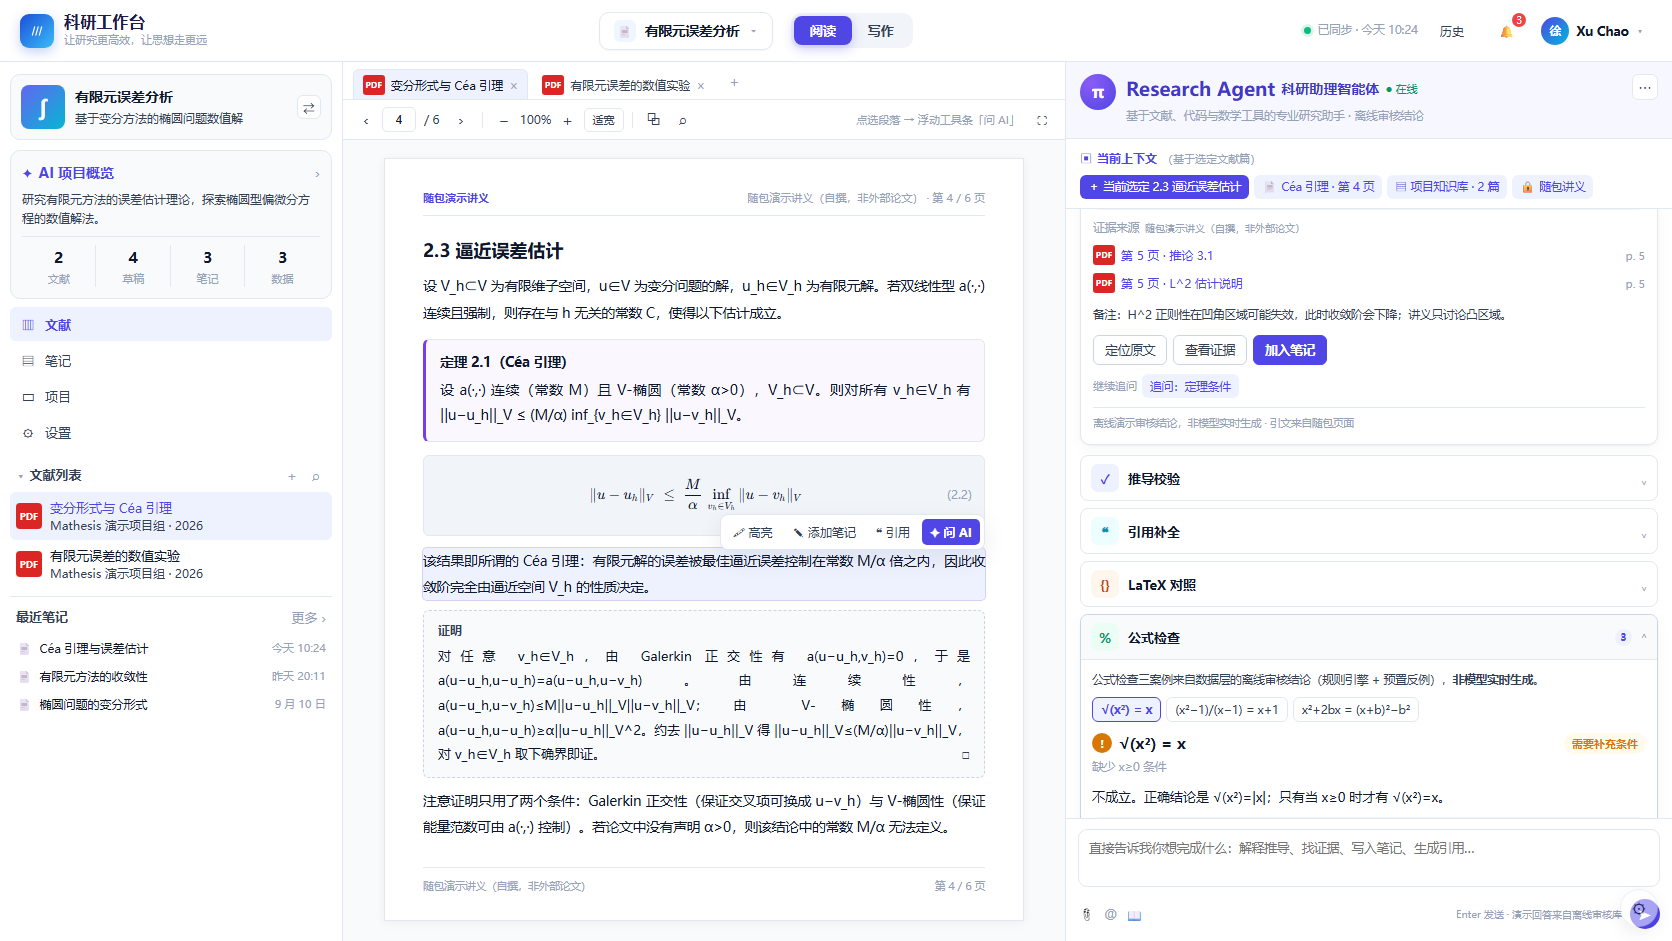 科研工作台
让研究更高效，让思想走更远
有限元误差分析
阅读
写作
已同步 · 今天 10:24
历史
3
徐
Xu Chao
∫
有限元误差分析
基于变分方法的椭圆问题数值解
AI 项目概览
研究有限元方法的误差估计理论，探索椭圆型偏微分方
程的数值解法。
2 4 3 3
文献 草稿 笔记 数据
文献
笔记
项目
设置
文献列表
PDF
变分形式与 Céa 引理
Mathesis 演示项目组 · 2026
PDF
有限元误差的数值实验
Mathesis 演示项目组 · 2026
最近笔记
更多 ›
Céa 引理与误差估计 今天 10:24
有限元方法的收敛性 昨天 20:11
椭圆问题的变分形式 9 月 10 日
PDF 变分形式与 Céa 引理 ×
PDF 有限元误差的数值实验 ×
+
‹ 4 / 6 ›
− 100% +
适宽
点选段落 → 浮动工具条「问 AI」
随包演示讲义
随包演示讲义（自撰，非外部论文） · 第 4 / 6 页
2.3 逼近误差估计
设 V_h⊂V 为有限维子空间，u∈V 为变分问题的解，u_h∈V_h 为有限元解。若双线性型 a(·,·)
连续且强制，则存在与 h 无关的常数 C，使得以下估计成立。
定理 2.1（Céa 引理）
设 a(·,·) 连续（常数 M）且 V-椭圆（常数 α>0），V_h⊂V。则对所有 v_h∈V_h 有
||u−u_h||_V ≤ (M/α) inf_{v_h∈V_h} ||u−v_h||_V。
‖u − u_h‖_V ≤ M/α inf_{v_h∈V_h} ‖u − v_h‖_V (2.2)
高亮
添加笔记
❝ 引用
✦ 问 AI
该结果即所谓的 Céa 引理：有限元解的误差被最佳逼近误差控制在常数 M/α 倍之内，因此收
敛阶完全由逼近空间 V_h 的性质决定。
证明
对任意 v_h∈V_h，由 Galerkin 正交性有 a(u−u_h,v_h)=0，于是
a(u−u_h,u−u_h)=a(u−u_h,u−v_h)。由连续性，
a(u−u_h,u−v_h)≤M||u−u_h||_V||u−v_h||_V；由 V-椭圆性，
a(u−u_h,u−u_h)≥α||u−u_h||_V^2。约去 ||u−u_h||_V 得 ||u−u_h||_V≤(M/α)||u−v_h||_V，
对 v_h∈V_h 取下确界即证。 □
注意证明只用了两个条件：Galerkin 正交性（保证交叉项可换成 u−v_h）与 V-椭圆性（保证
能量范数可由 a(·,·) 控制）。若论文中没有声明 α>0，则该结论中的常数 M/α 无法定义。
随包演示讲义（自撰，非外部论文）
第 4 / 6 页
π
Research Agent 科研助理智能体 在线
基于文献、代码与数学工具的专业研究助手 · 离线审核结论
当前上下文 （基于选定文献篇）
+ 当前选定 2.3 逼近误差估计
Céa 引理 · 第 4 页
项目知识库 · 2 篇
随包讲义
证据来源 随包演示讲义（自撰，非外部论文）
PDF 第 5 页 · 推论 3.1 p. 5
PDF 第 5 页 · L^2 估计说明 p. 5
备注：H^2 正则性在凹角区域可能失效，此时收敛阶会下降；讲义只讨论凸区域。
定位原文
查看证据
加入笔记
继续追问 追问：定理条件
离线演示审核结论，非模型实时生成 · 引文来自随包页面
✓ 推导校验
❝ 引用补全
{} LaTeX 对照
% 公式检查 3
公式检查三案例来自数据层的离线审核结论（规则引擎 + 预置反例），非模型实时生成。
√(x²) = x
(x²−1)/(x−1) = x+1
x²+2bx = (x+b)²−b²
! √(x²) = x 需要补充条件
缺少 x≥0 条件
不成立。正确结论是 √(x²)=|x|；只有当 x≥0 时才有 √(x²)=x。
直接告诉我你想完成什么：解释推导、找证据、写入笔记、生成引用...
@
Enter 发送 · 演示回答来自离线审核库